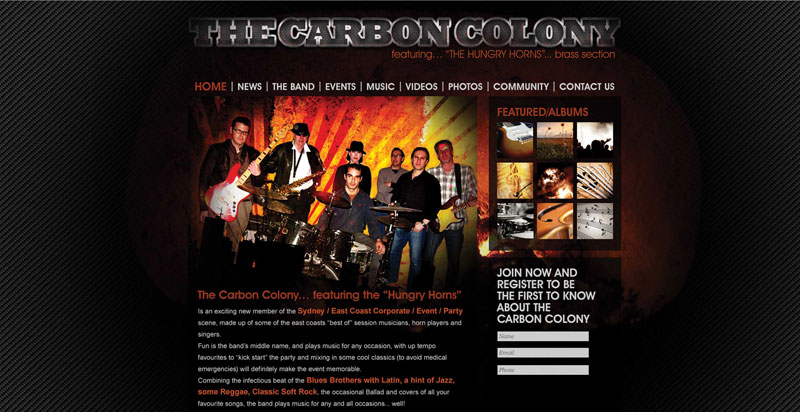 THE CARBON COLONY
featuring... "THE HUNGRY HORNS"... brass section
HOME | NEWS | THE BAND | EVENTS | MUSIC | VIDEOS | PHOTOS | COMMUNITY | CONTACT US
FEATURED/ALBUMS
The Carbon Colony... featuring the "Hungry Horns"
Is an exciting new member of the Sydney / East Coast Corporate / Event / Party
scene, made up of some of the east coasts "best of" session musicians, horn players and
singers.
Fun is the band's middle name, and plays music for any occasion, with up tempo
favourites to "kick start" the party and mixing in some cool classics (to avoid medical
emergencies) will definitely make the event memorable.
Combining the infectious beat of the Blues Brothers with Latin, a hint of Jazz,
some Reggae, Classic Soft Rock, the occasional Ballad and covers of all your
favourite songs, the band plays music for any and all occasions... well!
JOIN NOW AND
REGISTER TO BE
THE FIRST TO KNOW
ABOUT THE
CARBON COLONY
Name
Email
Phone